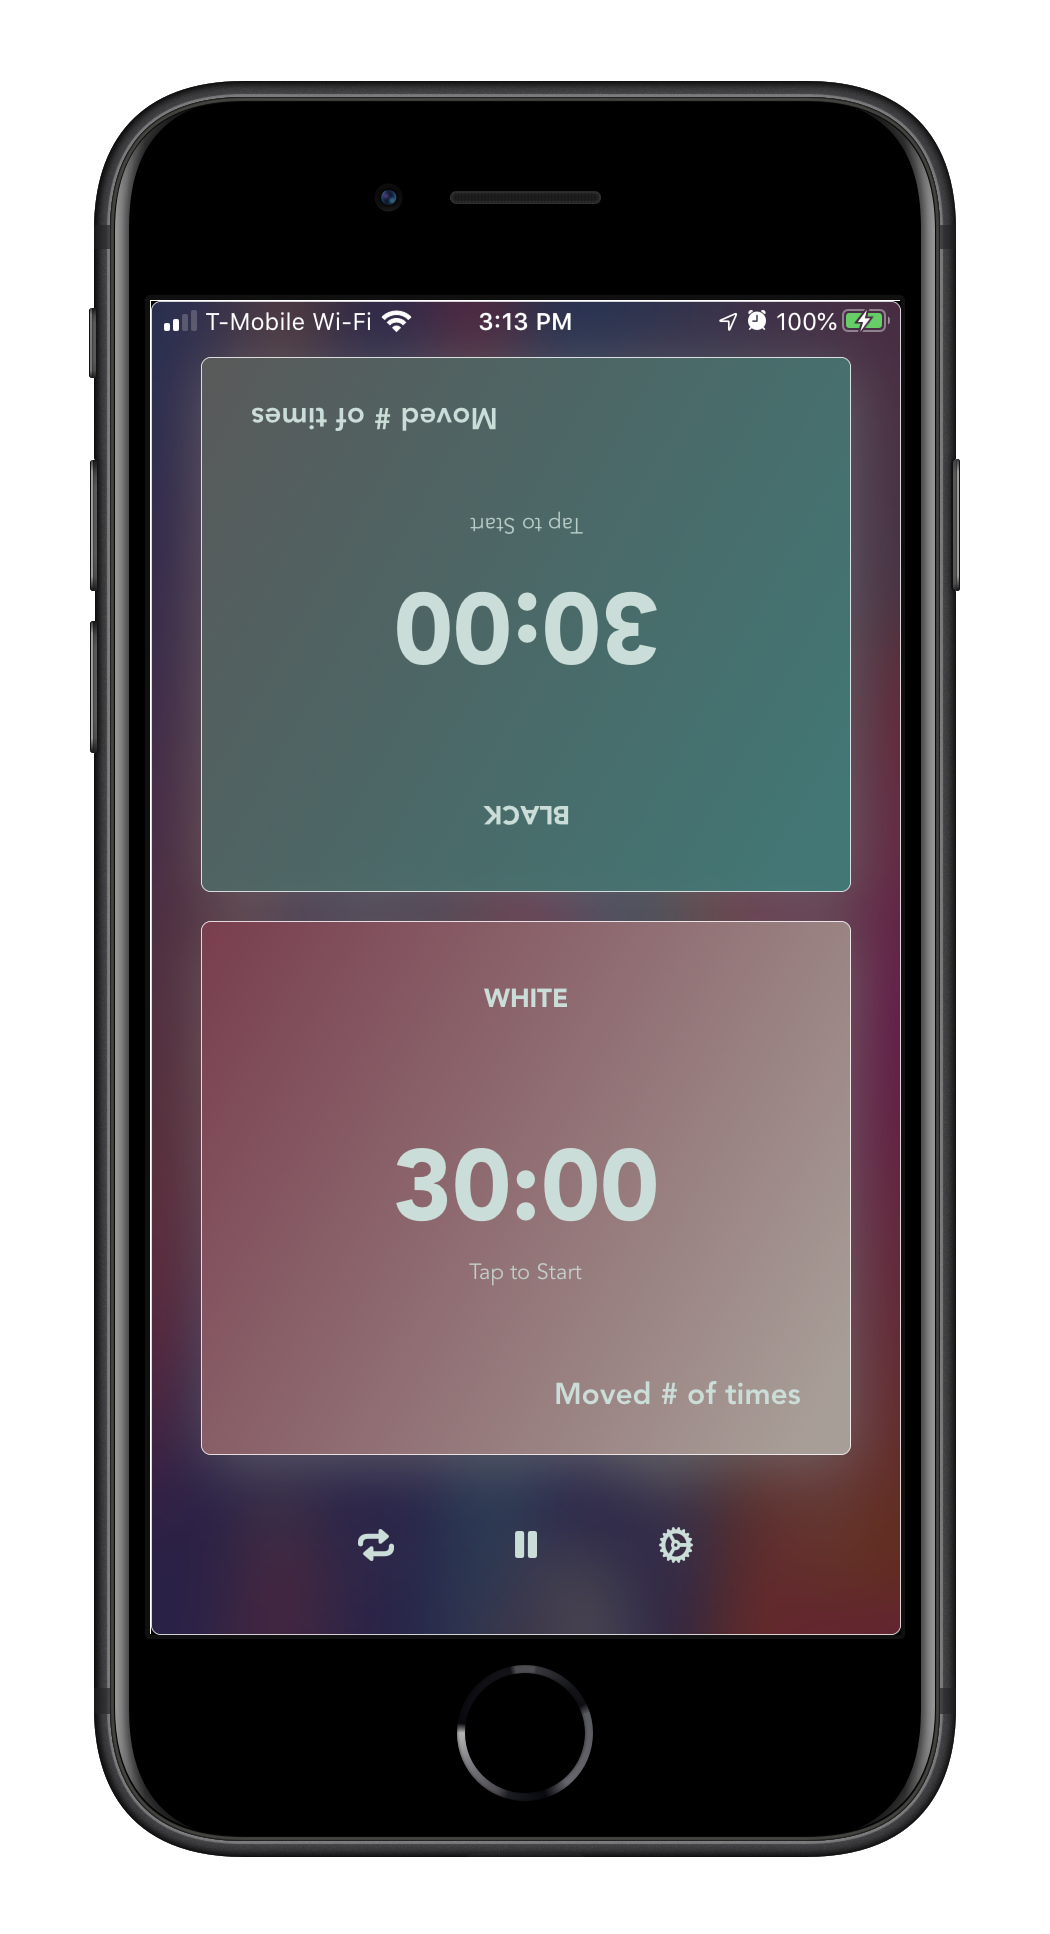 T-Mobile Wi-Fi 3:13 PM 100%
Moved # of times
Tap to Start
30:00
BLACK
WHITE
30:00
Tap to Start
Moved # of times